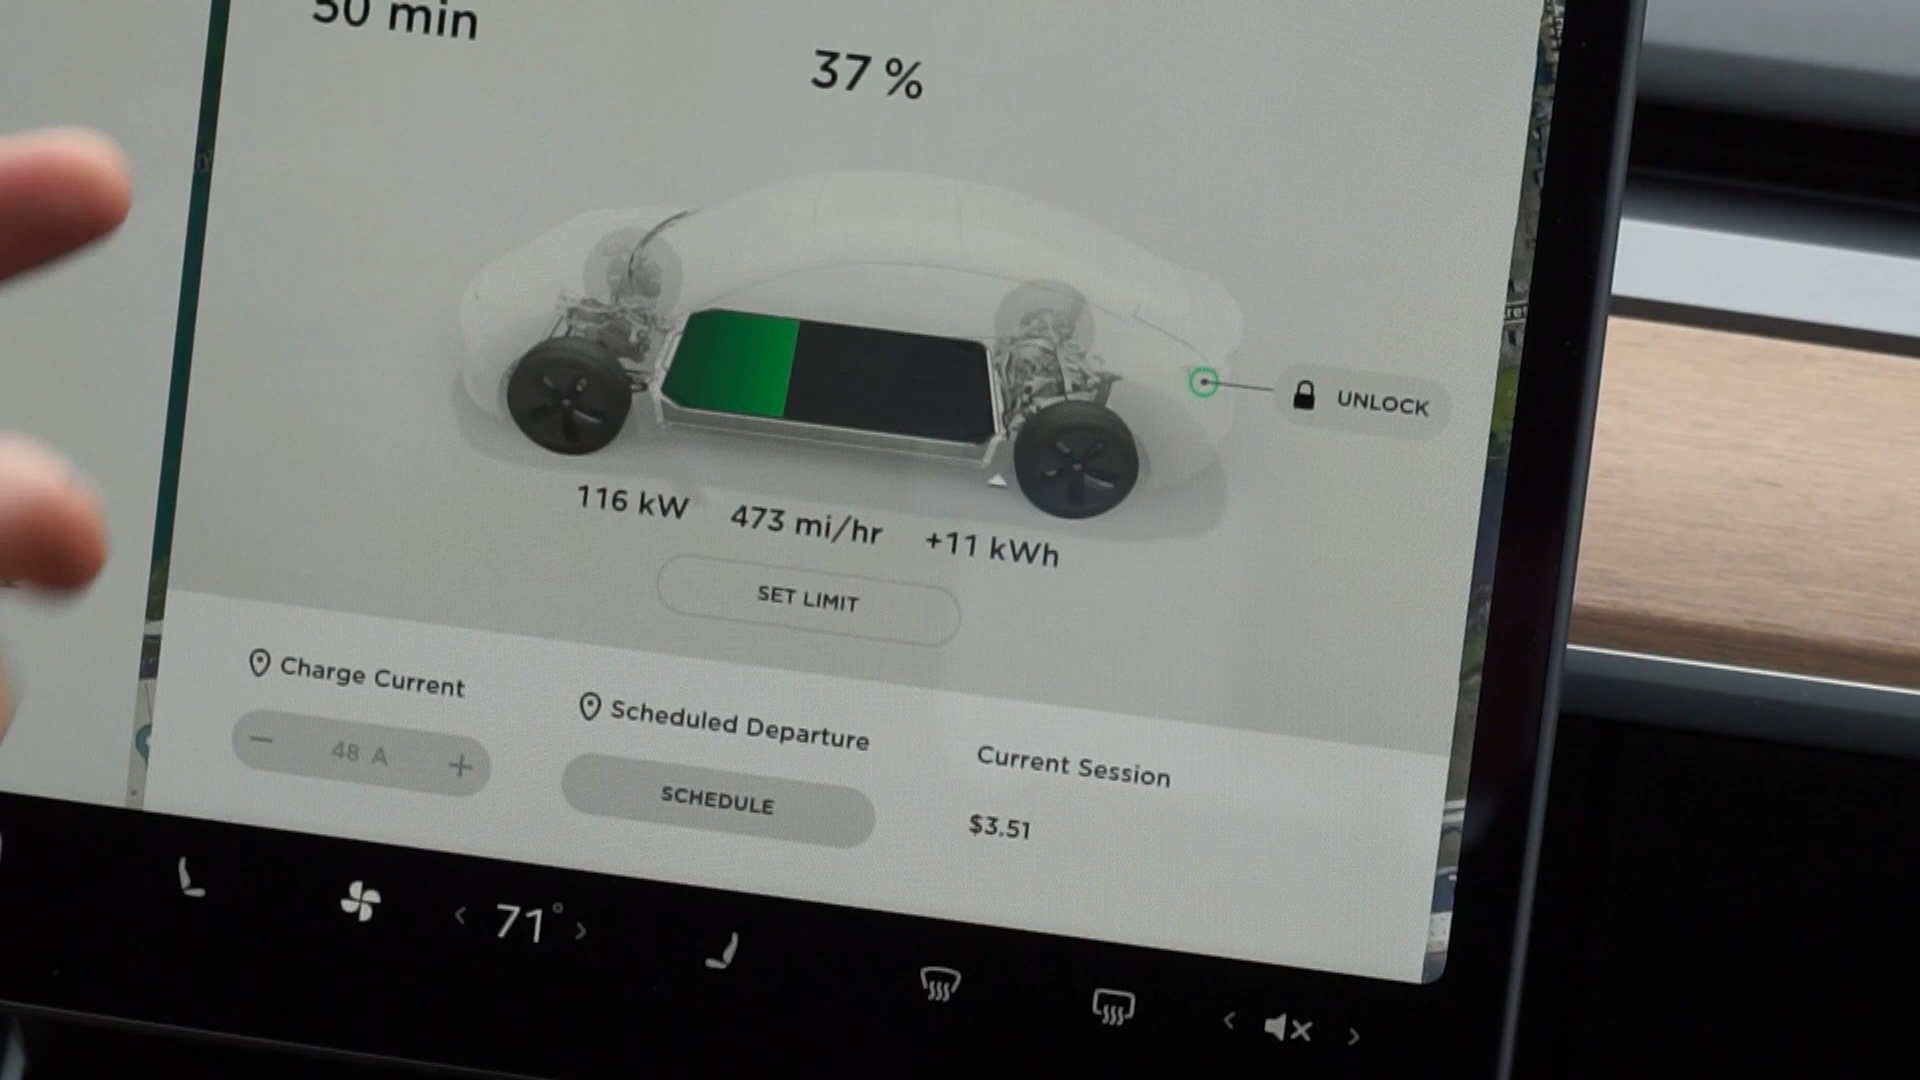 50 min
37 %
UNLOCK
116 kW 473 mi/hr +11 kWh
SET LIMIT
Charge Current
Scheduled Departure
Current Session
− 48 A +
SCHEDULE
$3.51
< 71° >
< >